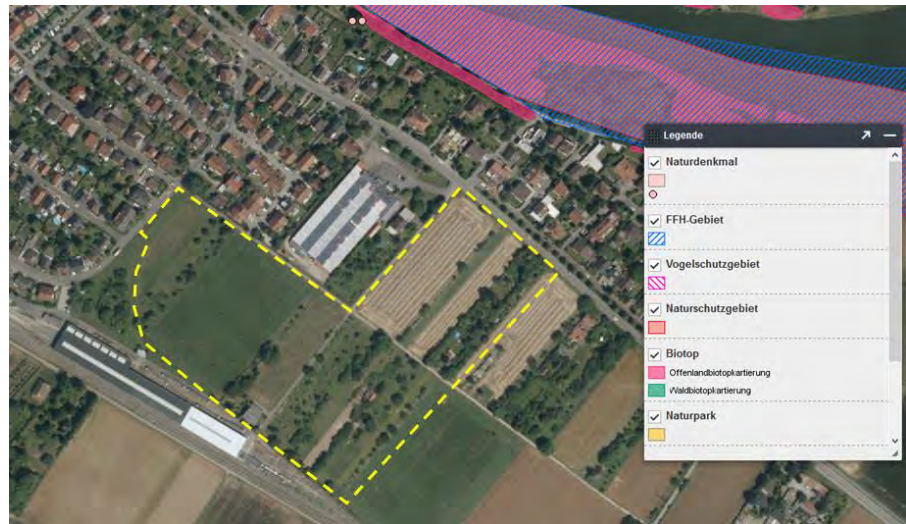 Legende
Naturdenkmal
FFH-Gebiet
Vogelschutzgebiet
Naturschutzgebiet
Biotop
Offenlandbiotopkartierung
Waldbiotopkartierung
Naturpark